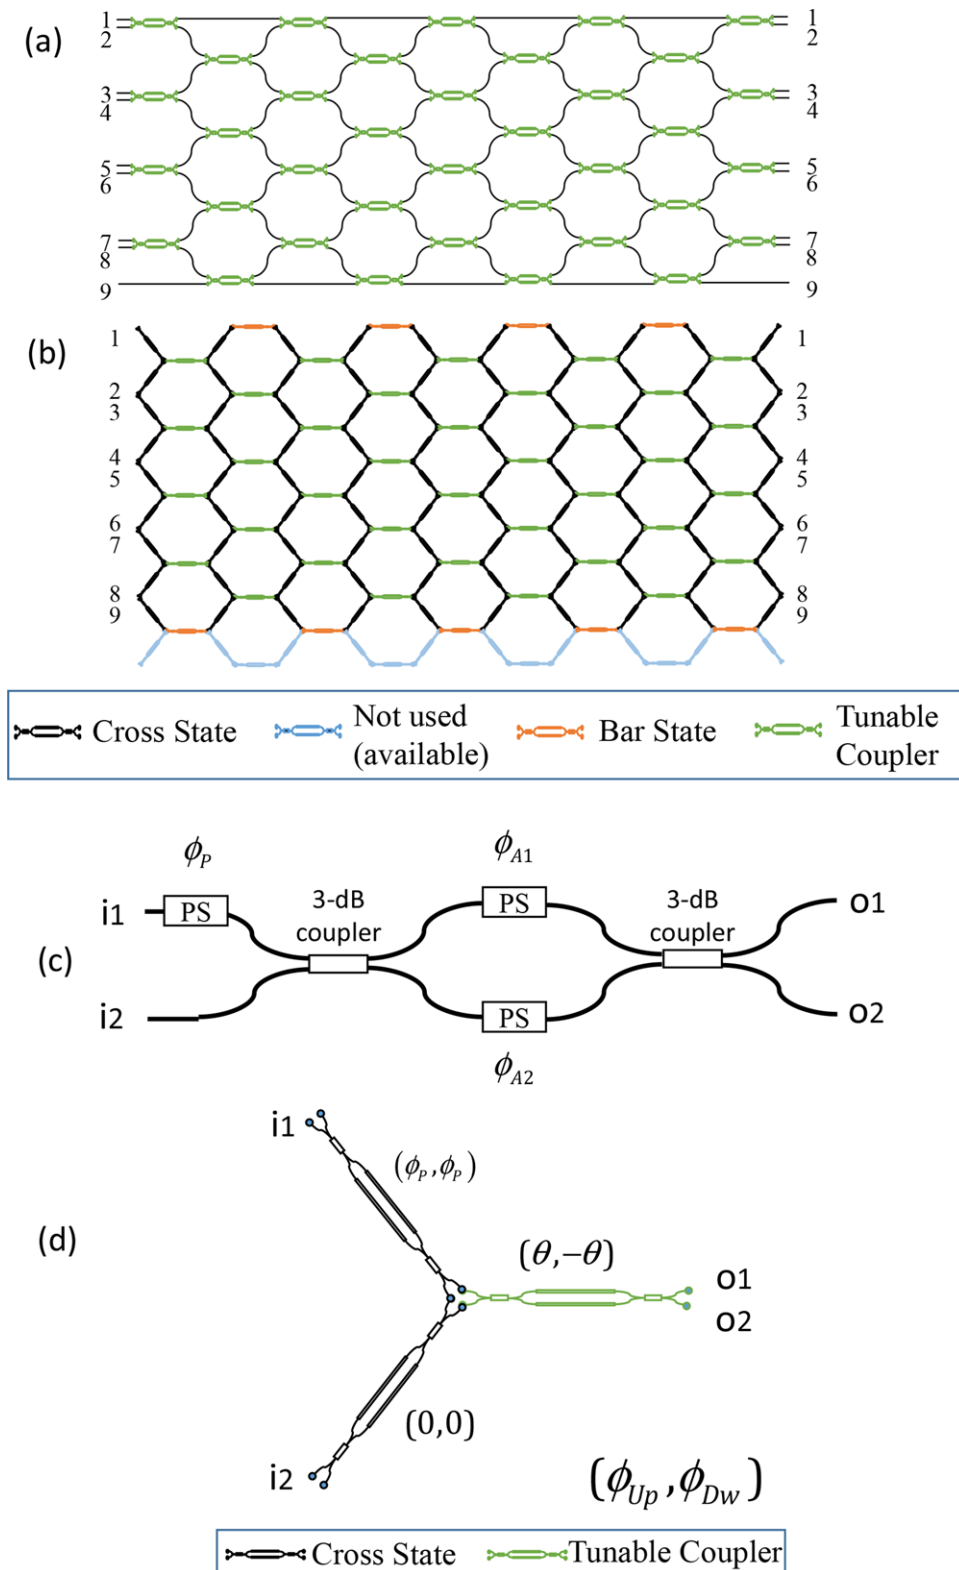 (a)
1 1
2 2
3 3
4 4
5 5
6 6
7 7
8 8
9 9
(b)
1 1
2 2
3 3
4 4
5 5
6 6
7 7
8 8
9 9
Cross State
Not used
(available)
Bar State
Tunable
Coupler
(c)
ϕP
ϕA1
i1
PS
3-dB
coupler
PS
3-dB
coupler
o1
i2
PS
o2
ϕA2
(d)
i1
(ϕP, ϕP)
(θ,−θ)
o1
o2
(0,0)
i2
(ϕUp, ϕDw)
Cross State
Tunable Coupler